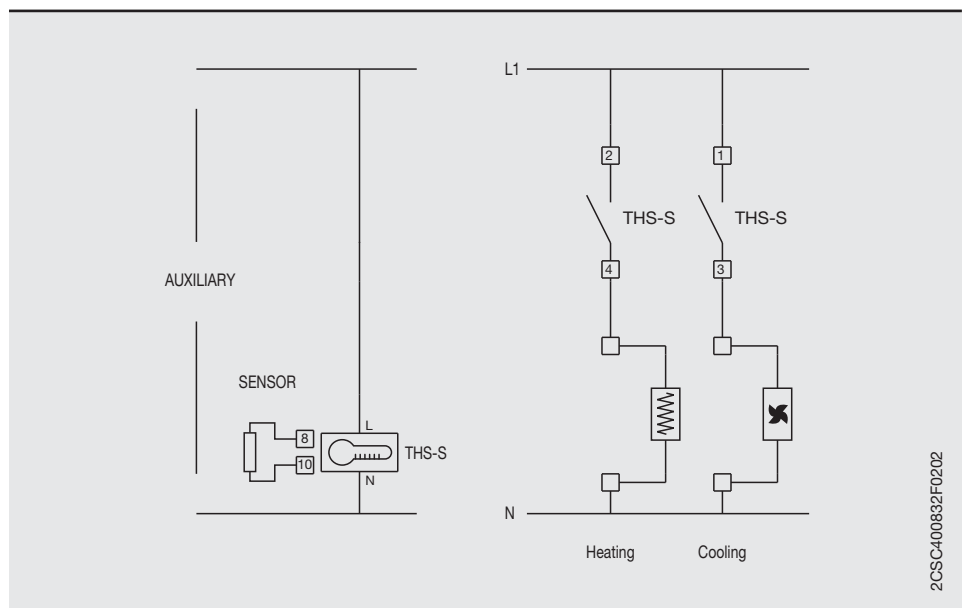 L1
2
1
THS-S
THS-S
4
3
AUXILIARY
SENSOR
L
8
THS-S
10
N
N
Heating
Cooling
2CSC400832F0202